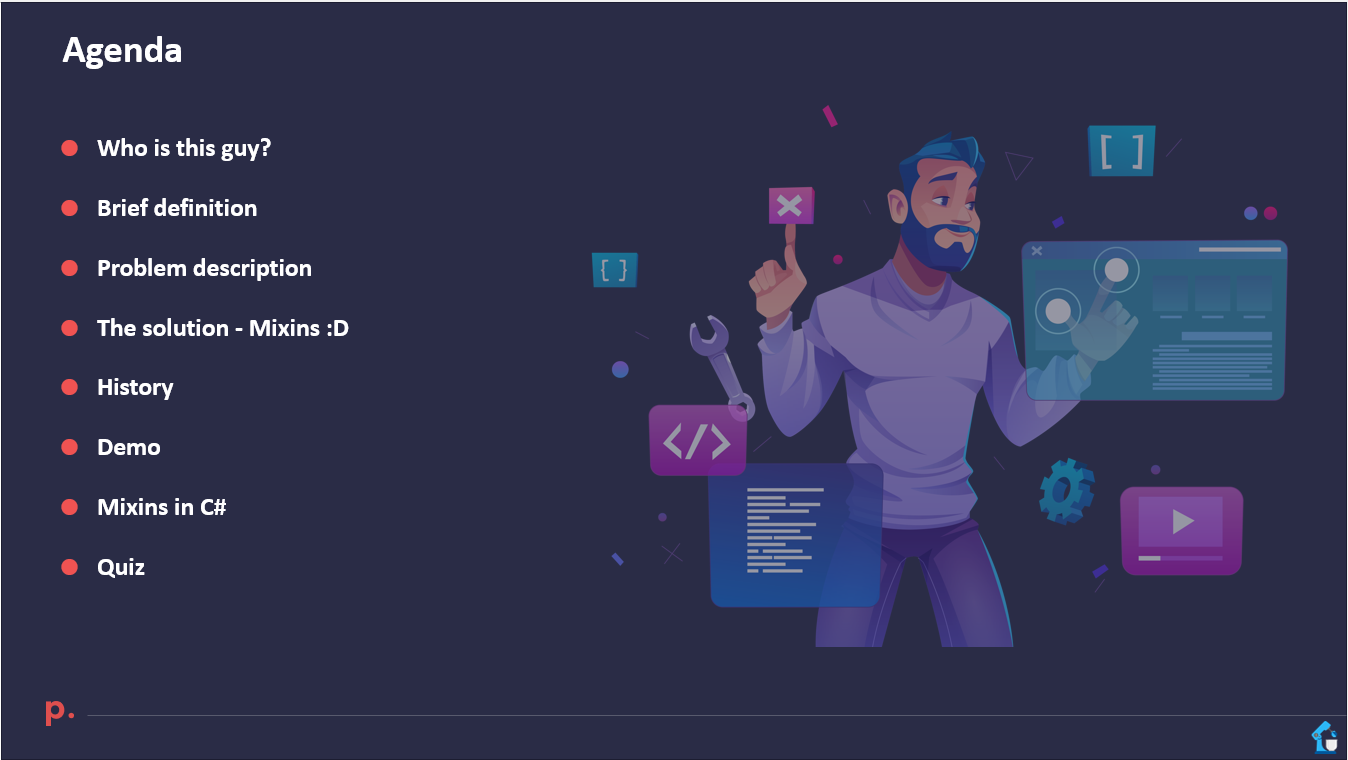 Agenda
Who is this guy?
Brief definition
Problem description
The solution - Mixins :D
History
Demo
Mixins in C#
Quiz
[ ]
{ }
</>
p.